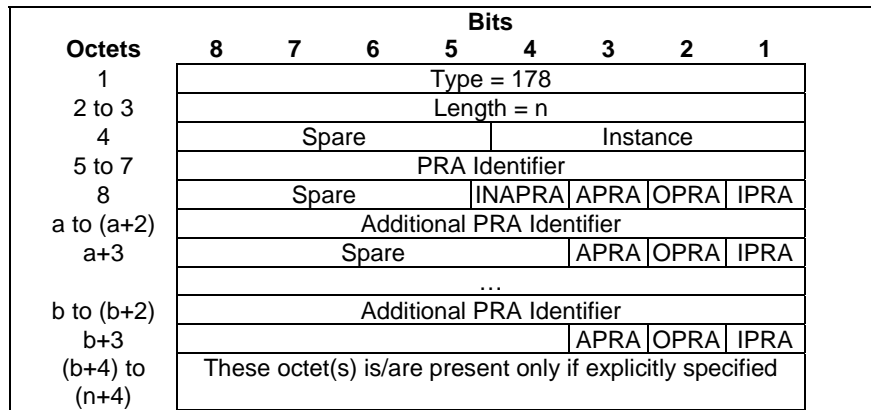 Bits
Octets 8 7 6 5 4 3 2 1
1 Type = 178
2 to 3 Length = n
4 Spare Instance
5 to 7 PRA Identifier
8 Spare INAPRA APRA OPRA IPRA
a to (a+2) Additional PRA Identifier
a+3 Spare APRA OPRA IPRA
…
b to (b+2) Additional PRA Identifier
b+3 APRA OPRA IPRA
(b+4) to These octet(s) is/are present only if explicitly specified
(n+4)